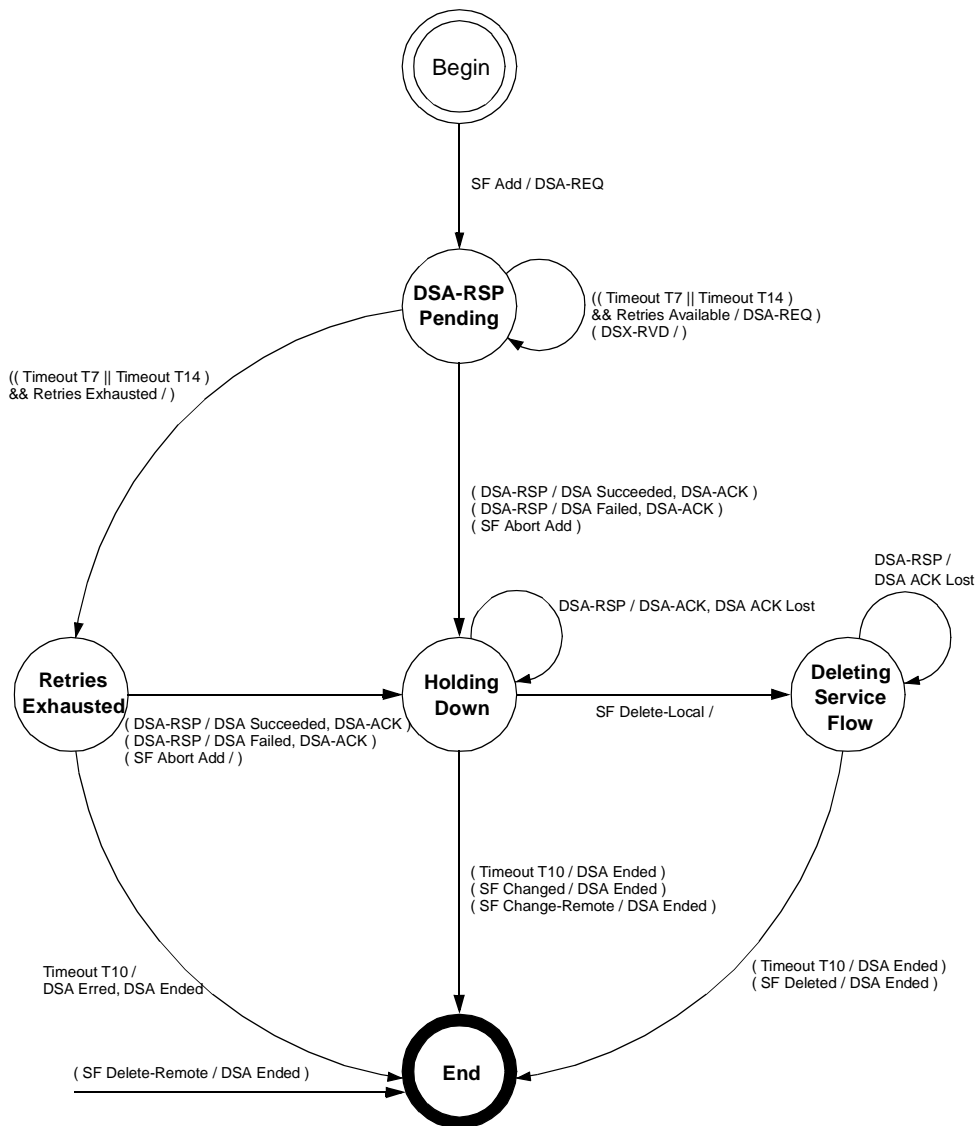 Begin
SF Add / DSA-REQ
DSA-RSP
Pending
(( Timeout T7 || Timeout T14 )
&& Retries Available / DSA-REQ )
( DSX-RVD / )
(( Timeout T7 || Timeout T14 )
&& Retries Exhausted / )
( DSA-RSP / DSA Succeeded, DSA-ACK )
( DSA-RSP / DSA Failed, DSA-ACK )
( SF Abort Add )
DSA-RSP /
DSA ACK Lost
DSA-RSP / DSA-ACK, DSA ACK Lost
Retries
Exhausted
Holding
Down
Deleting
Service
Flow
SF Delete-Local /
( DSA-RSP / DSA Succeeded, DSA-ACK )
( DSA-RSP / DSA Failed, DSA-ACK )
( SF Abort Add / )
( Timeout T10 / DSA Ended )
( SF Changed / DSA Ended )
( SF Change-Remote / DSA Ended )
Timeout T10 /
DSA Erred, DSA Ended
( Timeout T10 / DSA Ended )
( SF Deleted / DSA Ended )
( SF Delete-Remote / DSA Ended )
End